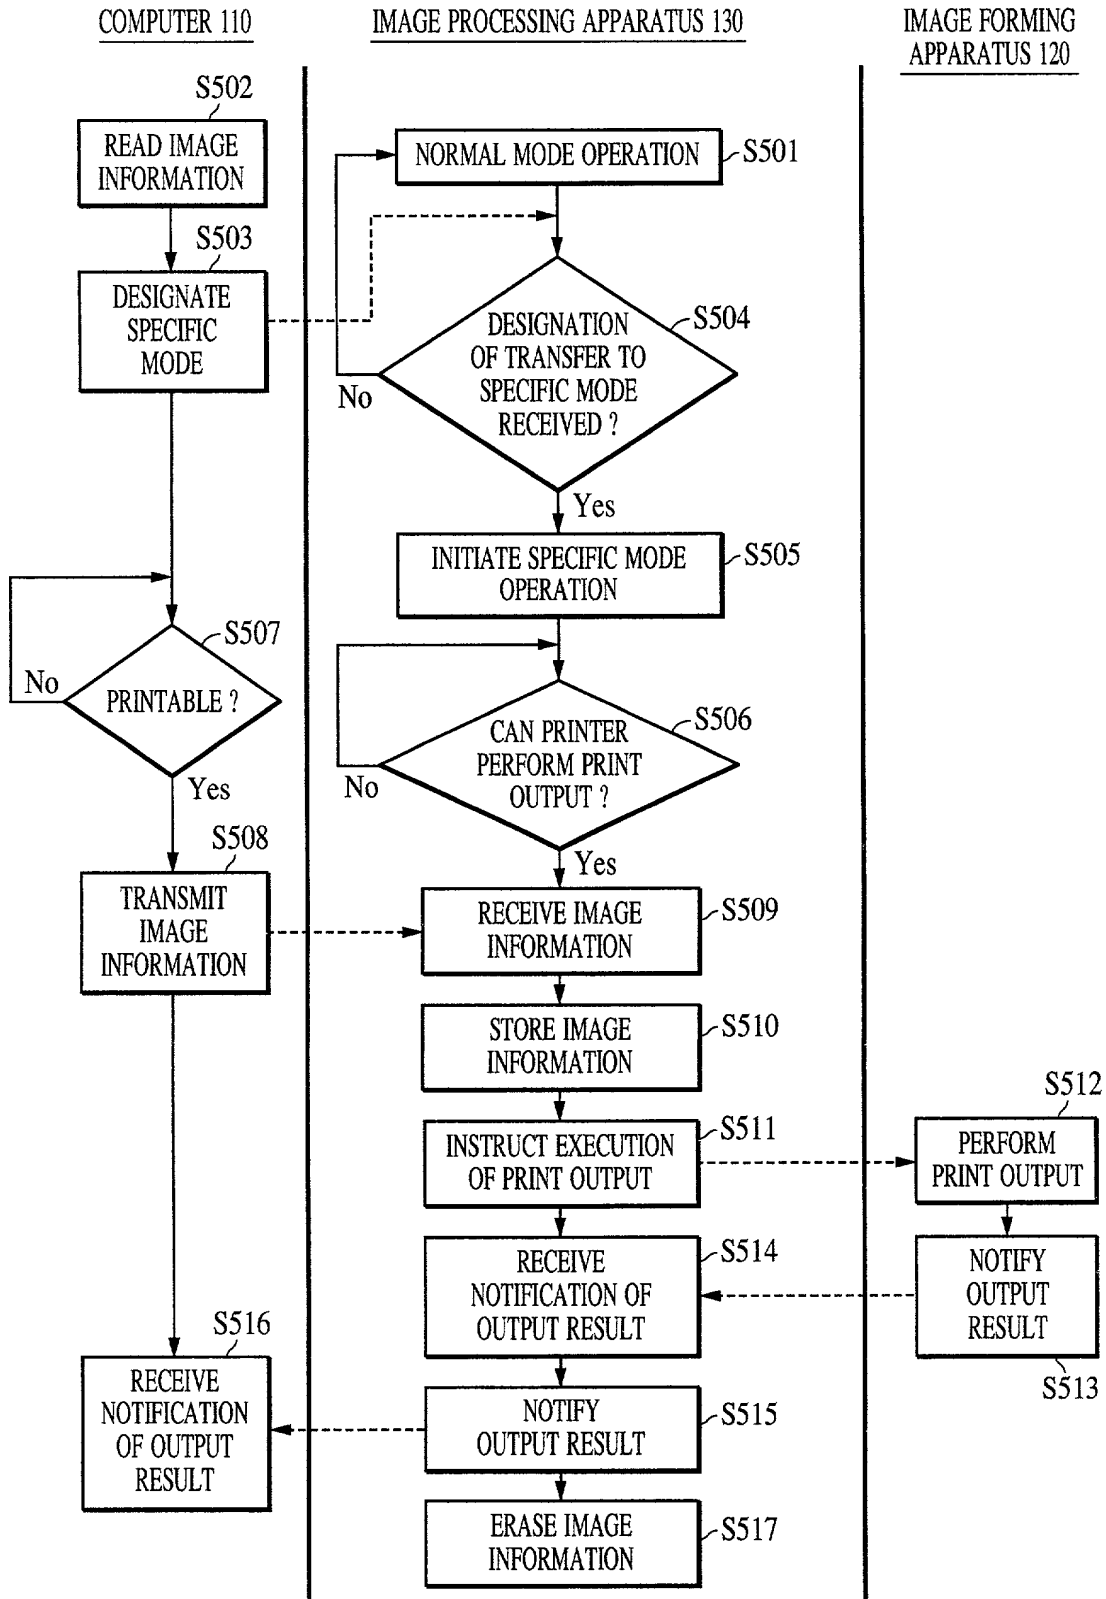 COMPUTER 110
IMAGE PROCESSING APPARATUS 130
IMAGE FORMING
APPARATUS 120
S502
READ IMAGE
INFORMATION
NORMAL MODE OPERATION
S501
S503
DESIGNATE
SPECIFIC
MODE
DESIGNATION
OF TRANSFER TO
SPECIFIC MODE
RECEIVED ?
S504
No
Yes
INITIATE SPECIFIC MODE
OPERATION
S505
S507
PRINTABLE ?
No
Yes
CAN PRINTER
PERFORM PRINT
OUTPUT ?
S506
No
Yes
S508
TRANSMIT
IMAGE
INFORMATION
RECEIVE IMAGE
INFORMATION
S509
STORE IMAGE
INFORMATION
S510
INSTRUCT EXECUTION
OF PRINT OUTPUT
S511
S512
PERFORM
PRINT OUTPUT
RECEIVE
NOTIFICATION OF
OUTPUT RESULT
S514
NOTIFY
OUTPUT
RESULT
S513
S516
RECEIVE
NOTIFICATION
OF OUTPUT
RESULT
NOTIFY
OUTPUT RESULT
S515
ERASE IMAGE
INFORMATION
S517